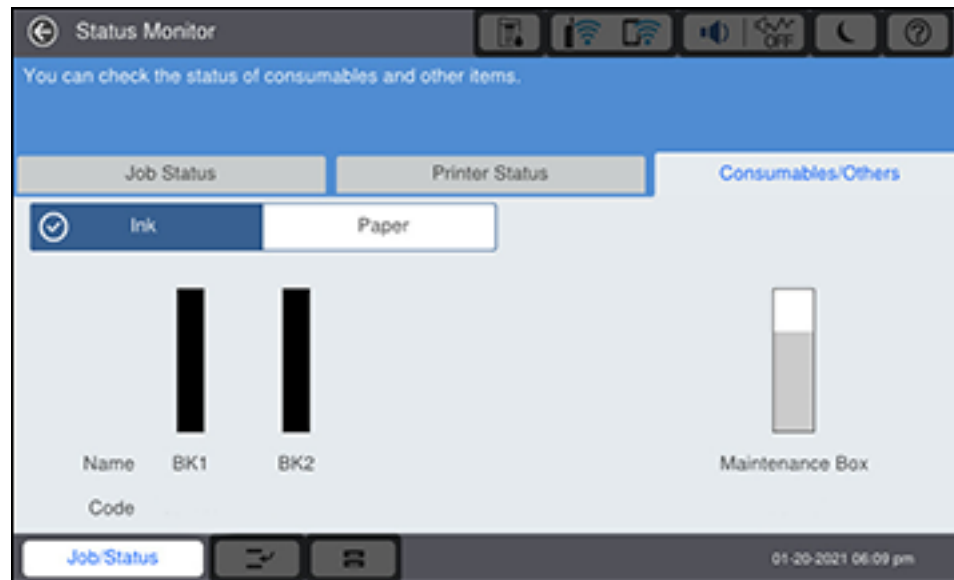 Status Monitor
OFF
You can check the status of consumables and other items.
Job Status
Printer Status
Consumables/Others
Ink
Paper
Name BK1 BK2 Maintenance Box
Code
Job/Status
01-20-2021 06:09 pm